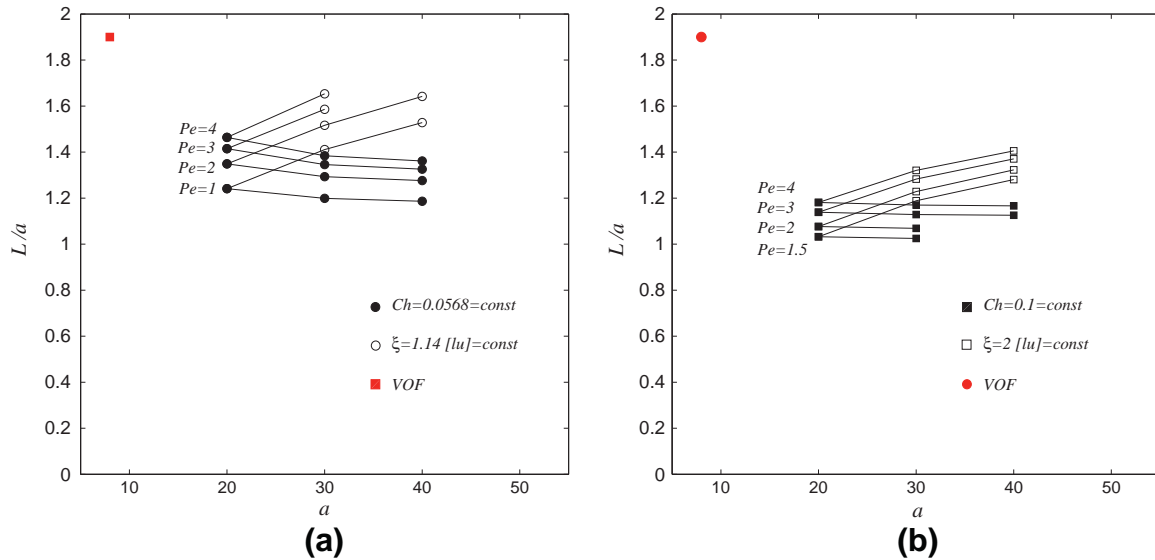 2
1.8
1.6
1.4
1.2
1
0.8
0.6
0.4
0.2
0
L/a
Pe=4
Pe=3
Pe=2
Pe=1
Ch=0.0568=const
ξ=1.14 [lu]=const
VOF
10 20 30 40 50
a
(a)
2
1.8
1.6
1.4
1.2
1
0.8
0.6
0.4
0.2
0
L/a
Pe=4
Pe=3
Pe=2
Pe=1.5
Ch=0.1=const
ξ=2 [lu]=const
VOF
10 20 30 40 50
a
(b)